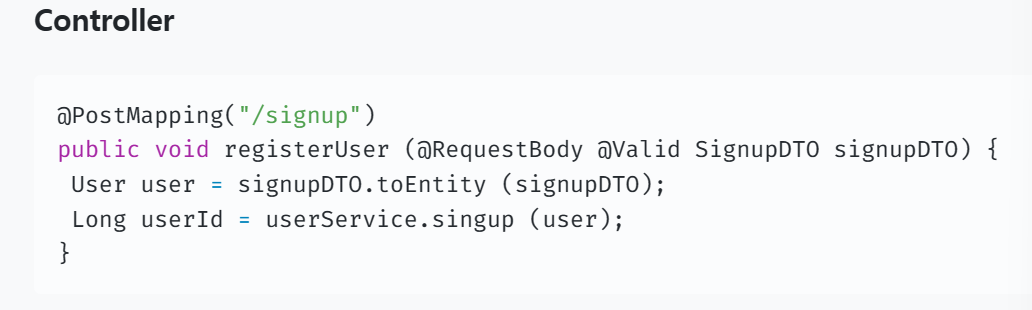 Controller
@PostMapping("/signup")
public void registerUser (@RequestBody @Valid SignupDTO signupDTO) {
 User user = signupDTO.toEntity (signupDTO);
 Long userId = userService.singup (user);
}